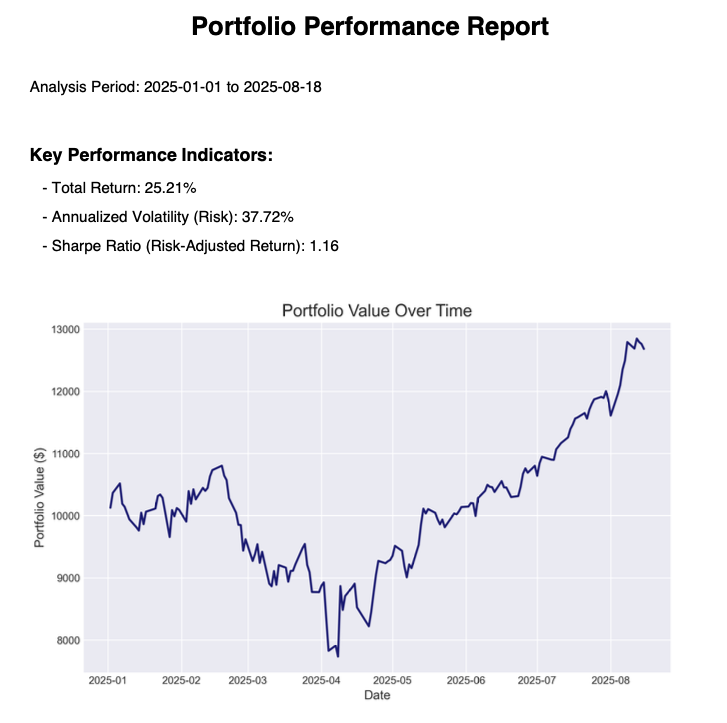 Portfolio Performance Report
Analysis Period: 2025-01-01 to 2025-08-18
Key Performance Indicators:
- Total Return: 25.21%
- Annualized Volatility (Risk): 37.72%
- Sharpe Ratio (Risk-Adjusted Return): 1.16
Portfolio Value Over Time
13000
12000
11000
10000
9000
8000
Portfolio Value ($)
2025-01 2025-02 2025-03 2025-04 2025-05 2025-06 2025-07 2025-08
Date